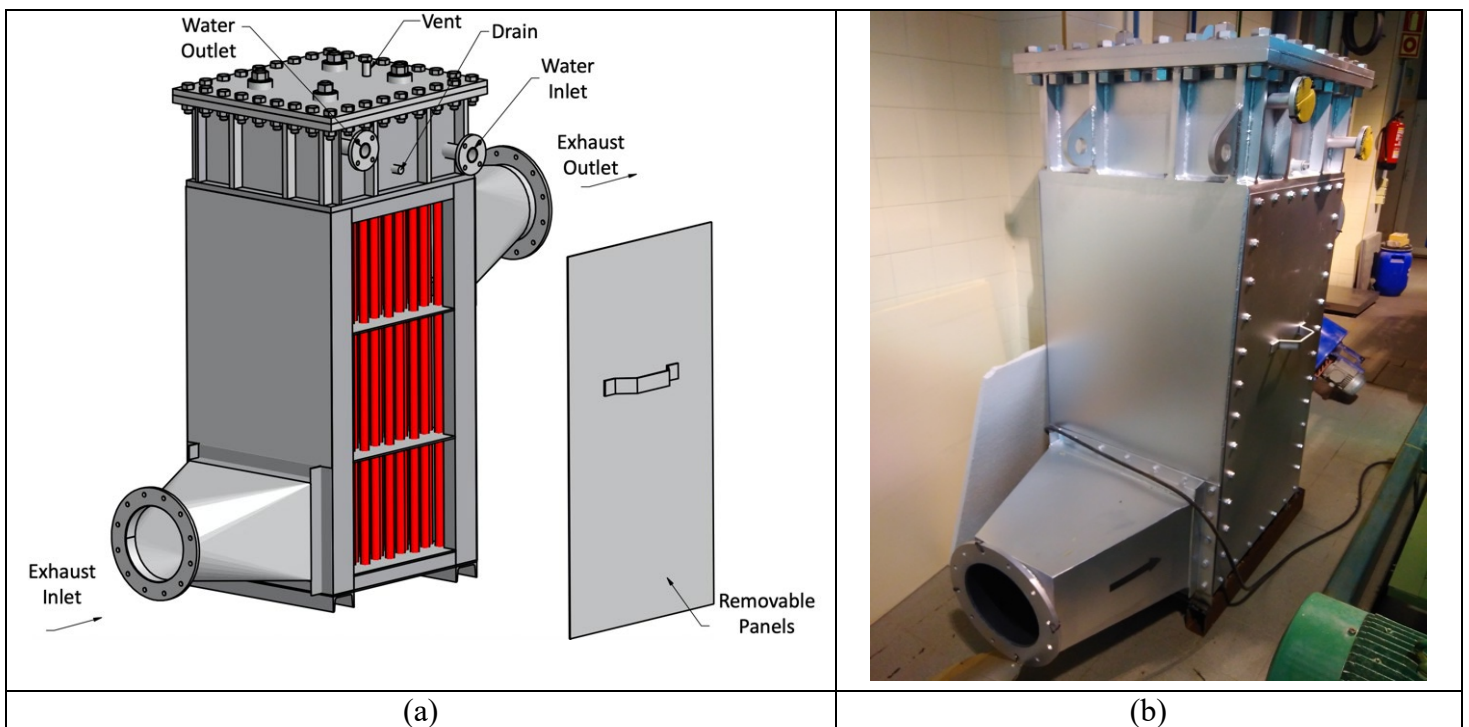 Water
Outlet
Vent
Drain
Water
Inlet
Exhaust
Outlet
Exhaust
Inlet
Removable
Panels
(a)
(b)